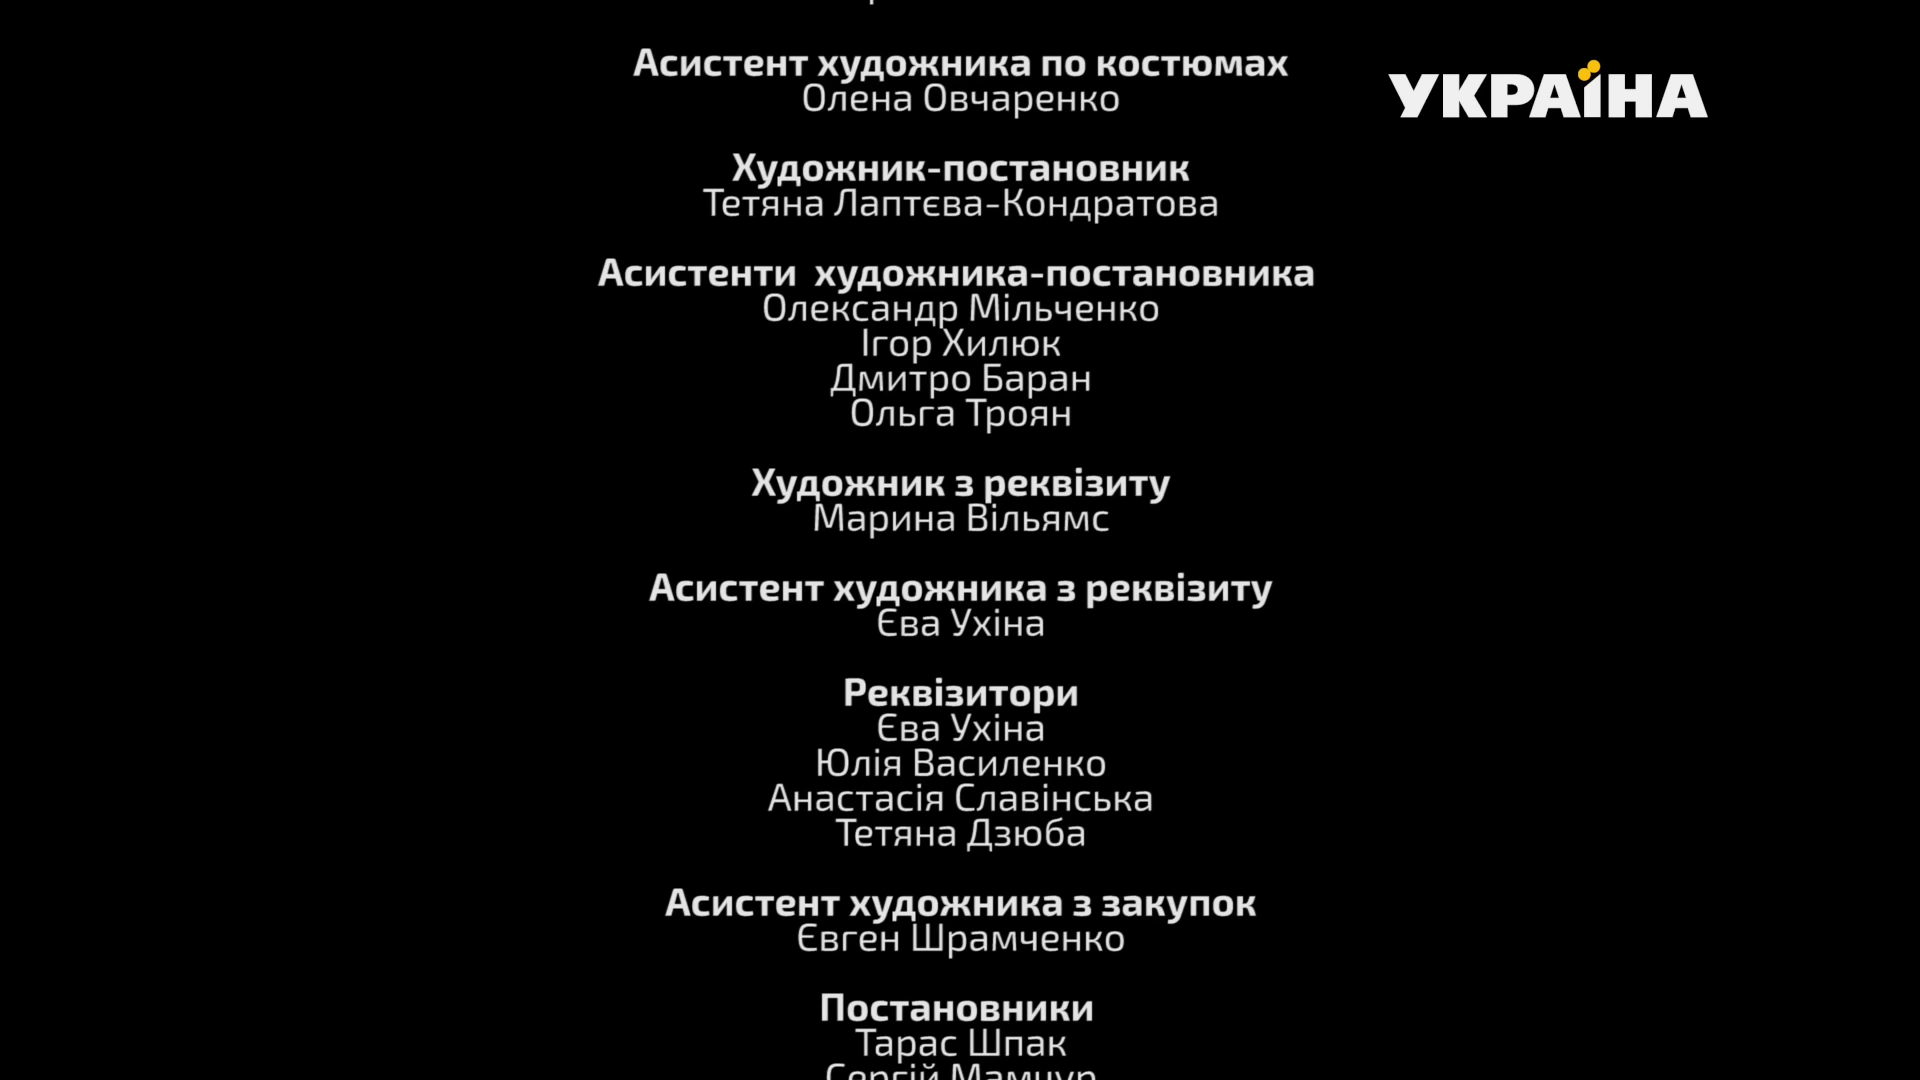 Асистент художника по костюмах
Олена Овчаренко
УКРАЇНА
Художник-постановник
Тетяна Лаптєва-Кондратова
Асистенти художника-постановника
Олександр Мільченко
Ігор Хилюк
Дмитро Баран
Ольга Троян
Художник з реквізиту
Марина Вільямс
Асистент художника з реквізиту
Єва Ухіна
Реквізитори
Єва Ухіна
Юлія Василенко
Анастасія Славінська
Тетяна Дзюба
Асистент художника з закупок
Євген Шрамченко
Постановники
Тарас Шпак
Сергій Мамчур